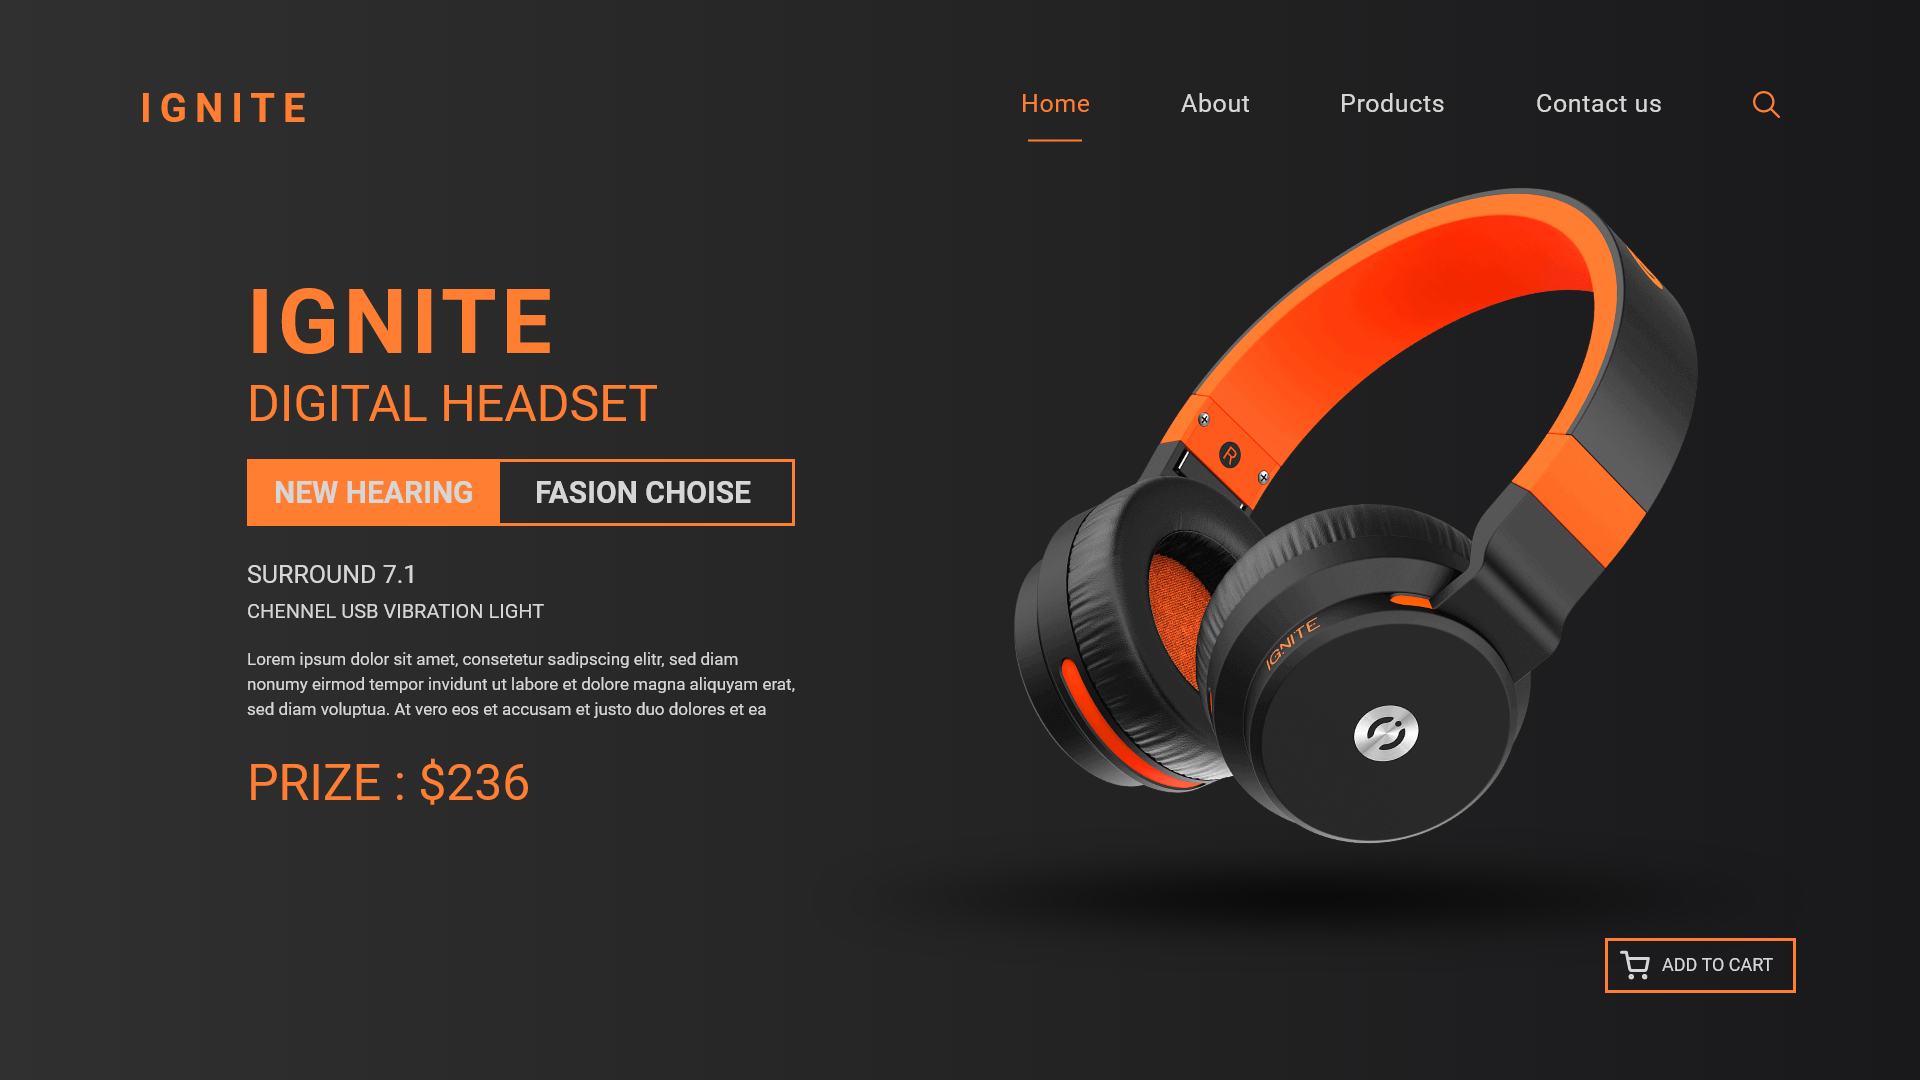 IGNITE
Home
About
Products
Contact us
IGNITE
DIGITAL HEADSET
NEW HEARING
FASION CHOISE
SURROUND 7.1
CHENNEL USB VIBRATION LIGHT
Lorem ipsum dolor sit amet, consetetur sadipscing elitr, sed diam
nonumy eirmod tempor invidunt ut labore et dolore magna aliquyam erat,
sed diam voluptua. At vero eos et accusam et justo duo dolores et ea
PRIZE : $236
R
IGNITE
ADD TO CART